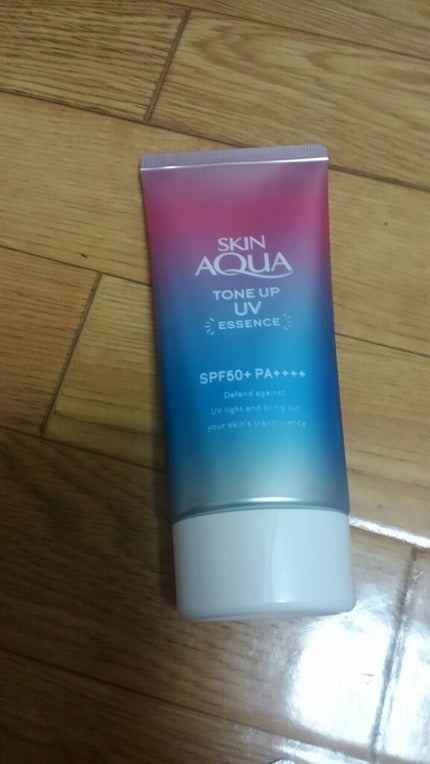 SKIN
AQUA
TONE UP
UV
ESSENCE
SPF50+ PA++++
Defend against
UV light and bring out
your skin's translucency